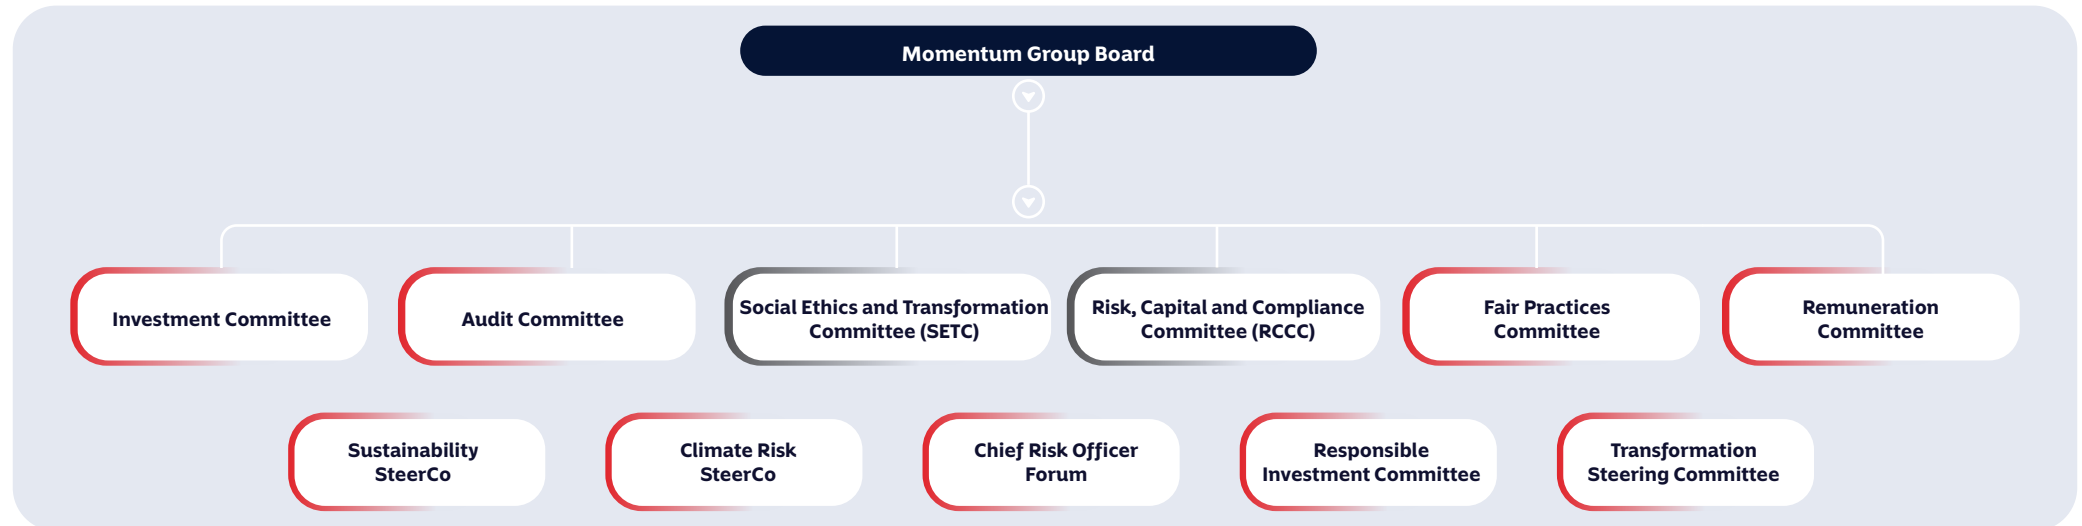 Momentum Group Board
Investment Committee
Audit Committee
Social Ethics and Transformation
Committee (SETC)
Risk, Capital and Compliance
Committee (RCCC)
Fair Practices
Committee
Remuneration
Committee
Sustainability
SteerCo
Climate Risk
SteerCo
Chief Risk Officer
Forum
Responsible
Investment Committee
Transformation
Steering Committee